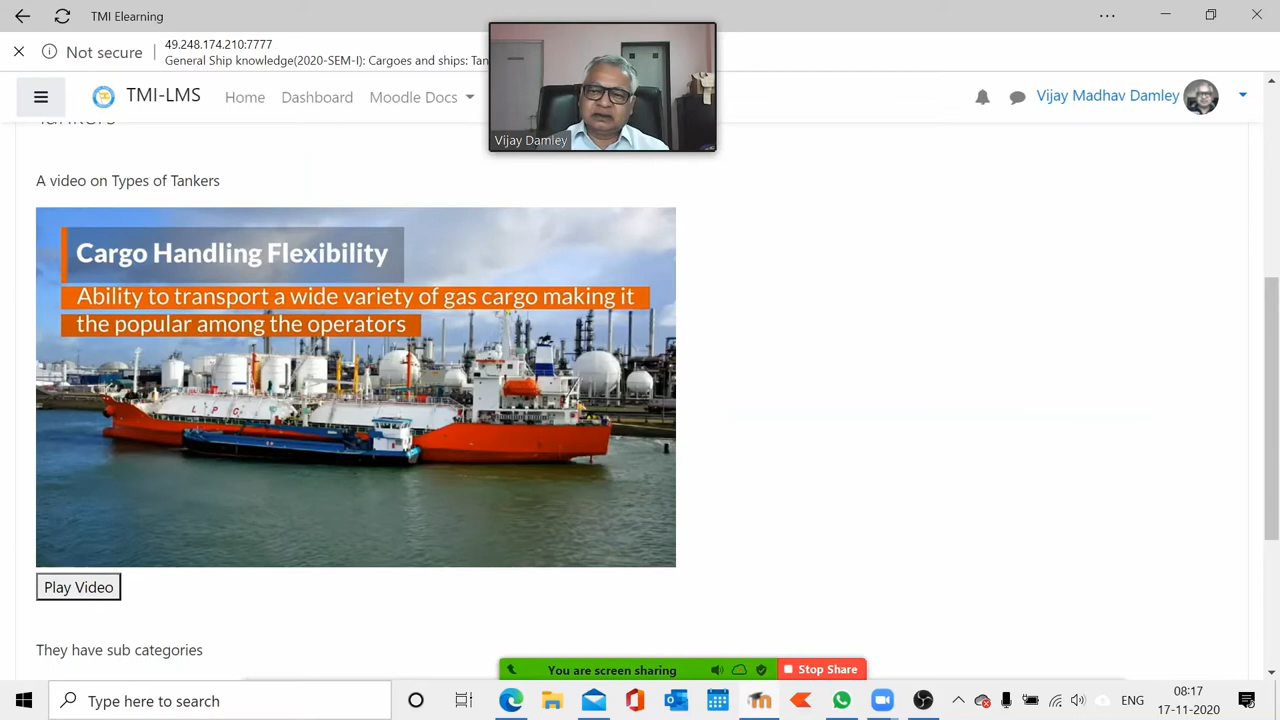 TMI Elearning
Not secure
49.248.174.210:7777
General Ship knowledge(2020-SEM-I): Cargoes and ships: Tan
TMI-LMS
Home
Dashboard
Moodle Docs
Vijay Madhav Damley
Vijay Damley
A video on Types of Tankers
Cargo Handling Flexibility
Ability to transport a wide variety of gas cargo making it
the popular among the operators
L P G
Play Video
They have sub categories
You are screen sharing
Stop Share
Type here to search
ENG
08:17
17-11-2020